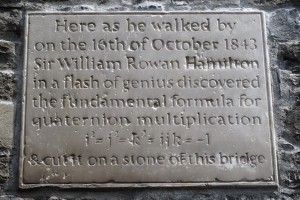 Here as he walked by
on the 16th of October 1843
Sir William Rowan Hamilton
in a flash of genius discovered
the fundamental formula for
quaternion multiplication
i² = j² = k² = ijk = -1
& cut it on a stone of this bridge